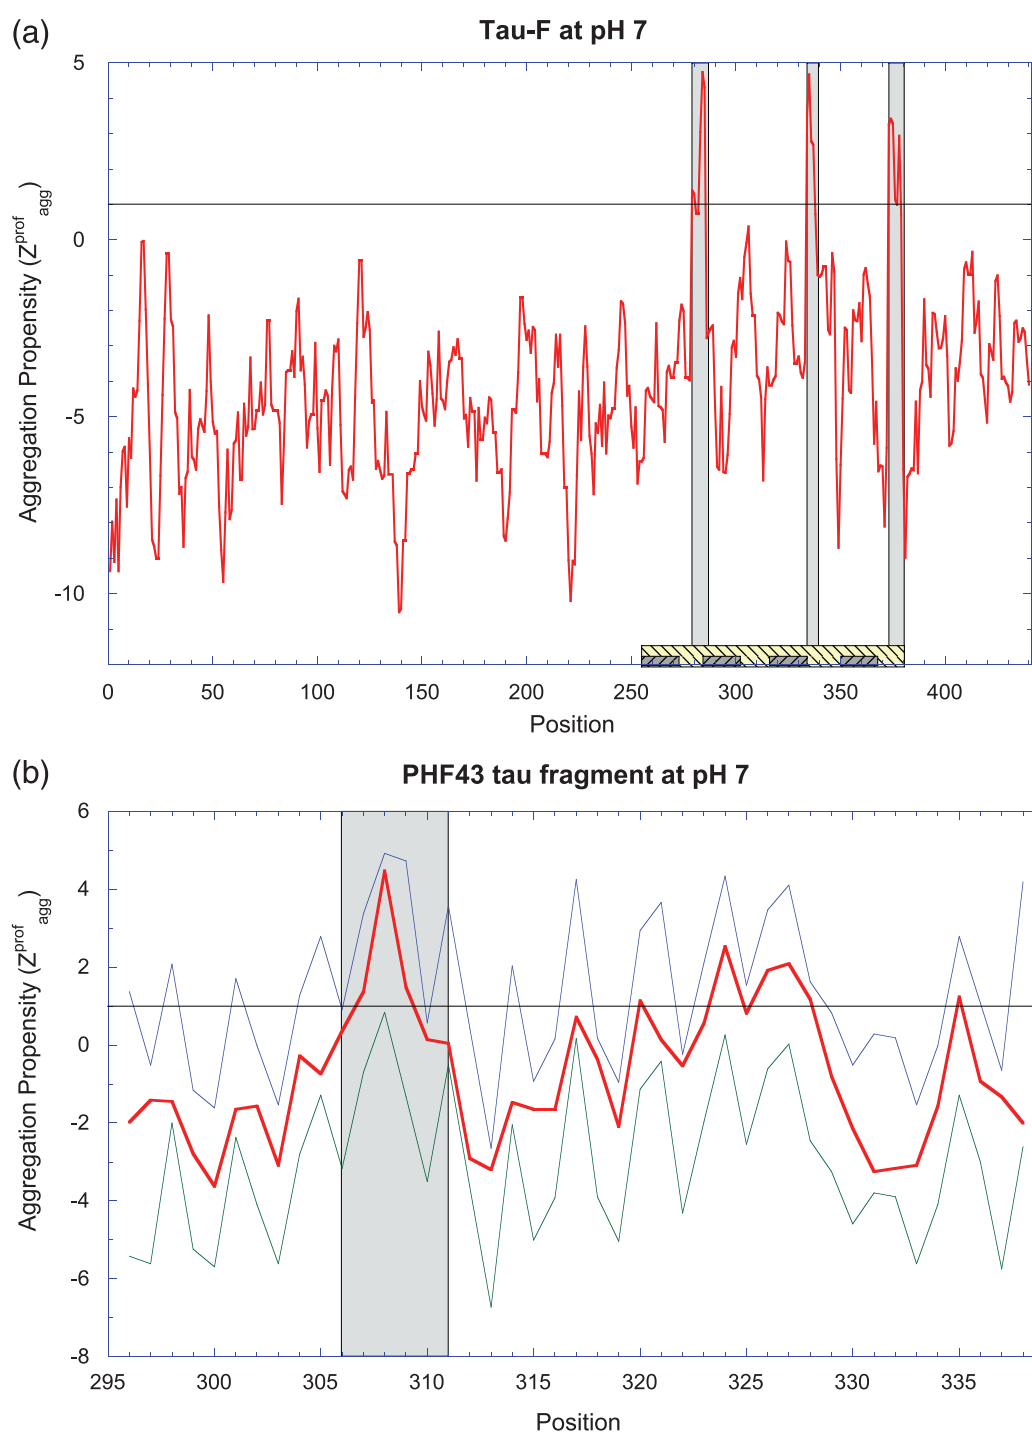 (a)
Tau-F at pH 7
Aggregation Propensity (Z^prof_agg)
5
0
-5
-10
0 50 100 150 200 250 300 350 400
Position
(b)
PHF43 tau fragment at pH 7
Aggregation Propensity (Z^prof_agg)
6
4
2
0
-2
-4
-6
-8
295 300 305 310 315 320 325 330 335
Position